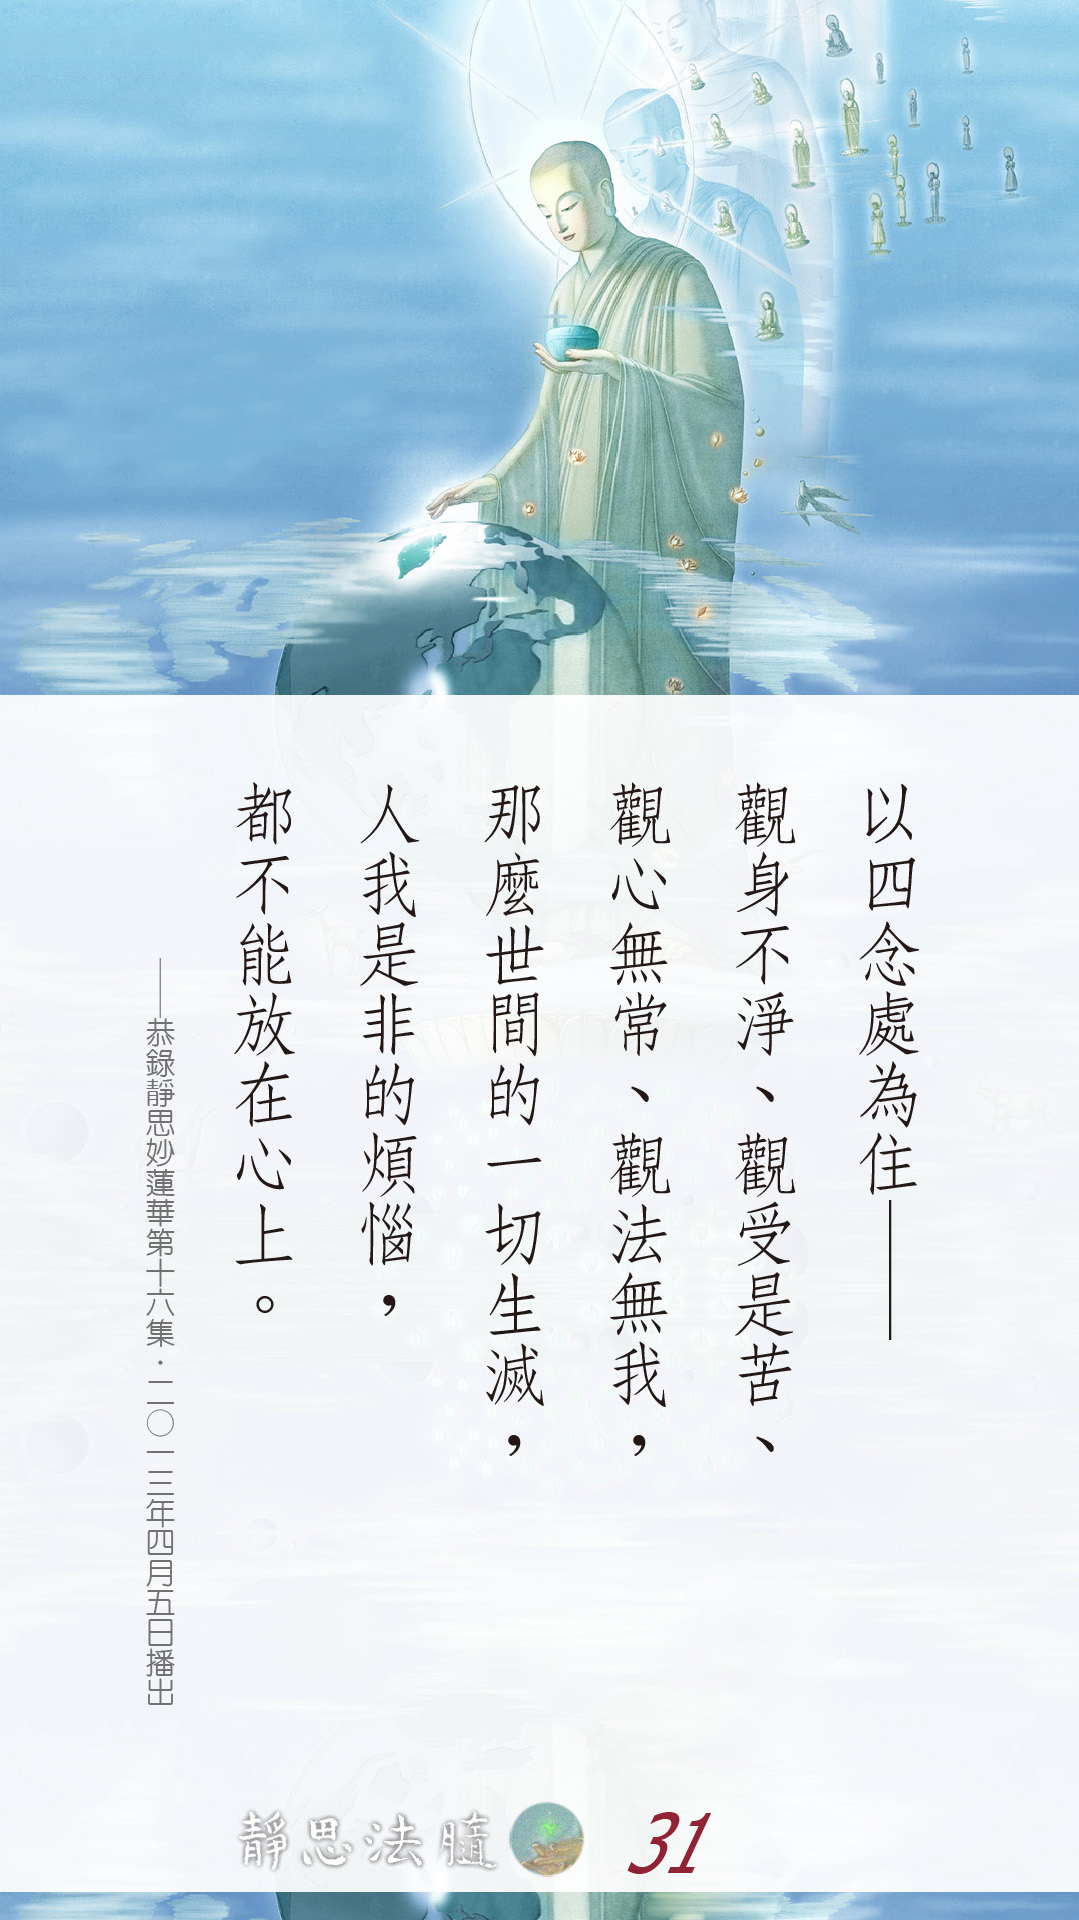 以四念處為住——
觀身不淨、觀受是苦、
觀心無常、觀法無我，
那麼世間的一切生滅，
人我是非的煩惱，
都不能放在心上。
——恭錄靜思妙蓮華第十六集．二〇一三年四月五日播出
靜思法髓
31